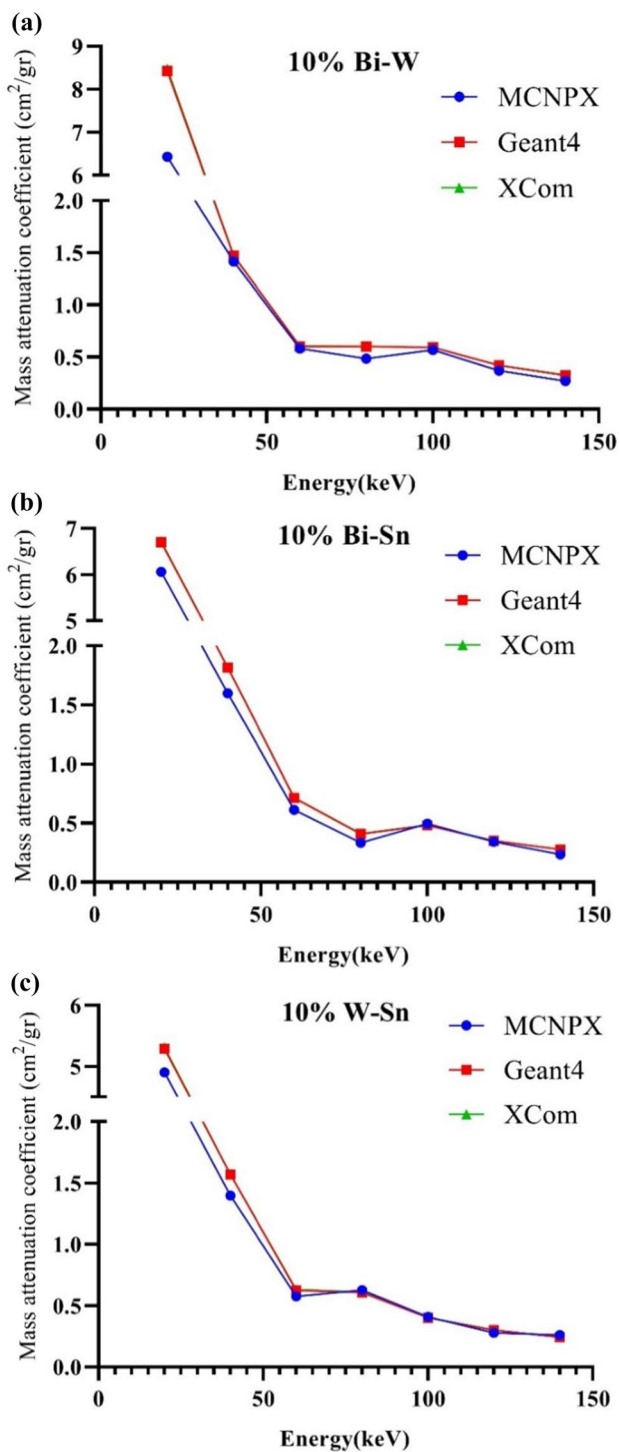 (a)
10% Bi-W
Mass attenuation coefficient (cm²/gr)
9
8
7
6
2.0
1.5
1.0
0.5
0.0
0
50
100
150
Energy(keV)
MCNPX
Geant4
XCom
(b)
10% Bi-Sn
Mass attenuation coefficient (cm²/gr)
7
6
5
2.0
1.5
1.0
0.5
0.0
0
50
100
150
Energy(keV)
MCNPX
Geant4
XCom
(c)
10% W-Sn
Mass attenuation coefficient (cm²/gr)
6
5
2.0
1.5
1.0
0.5
0.0
0
50
100
150
Energy(keV)
MCNPX
Geant4
XCom